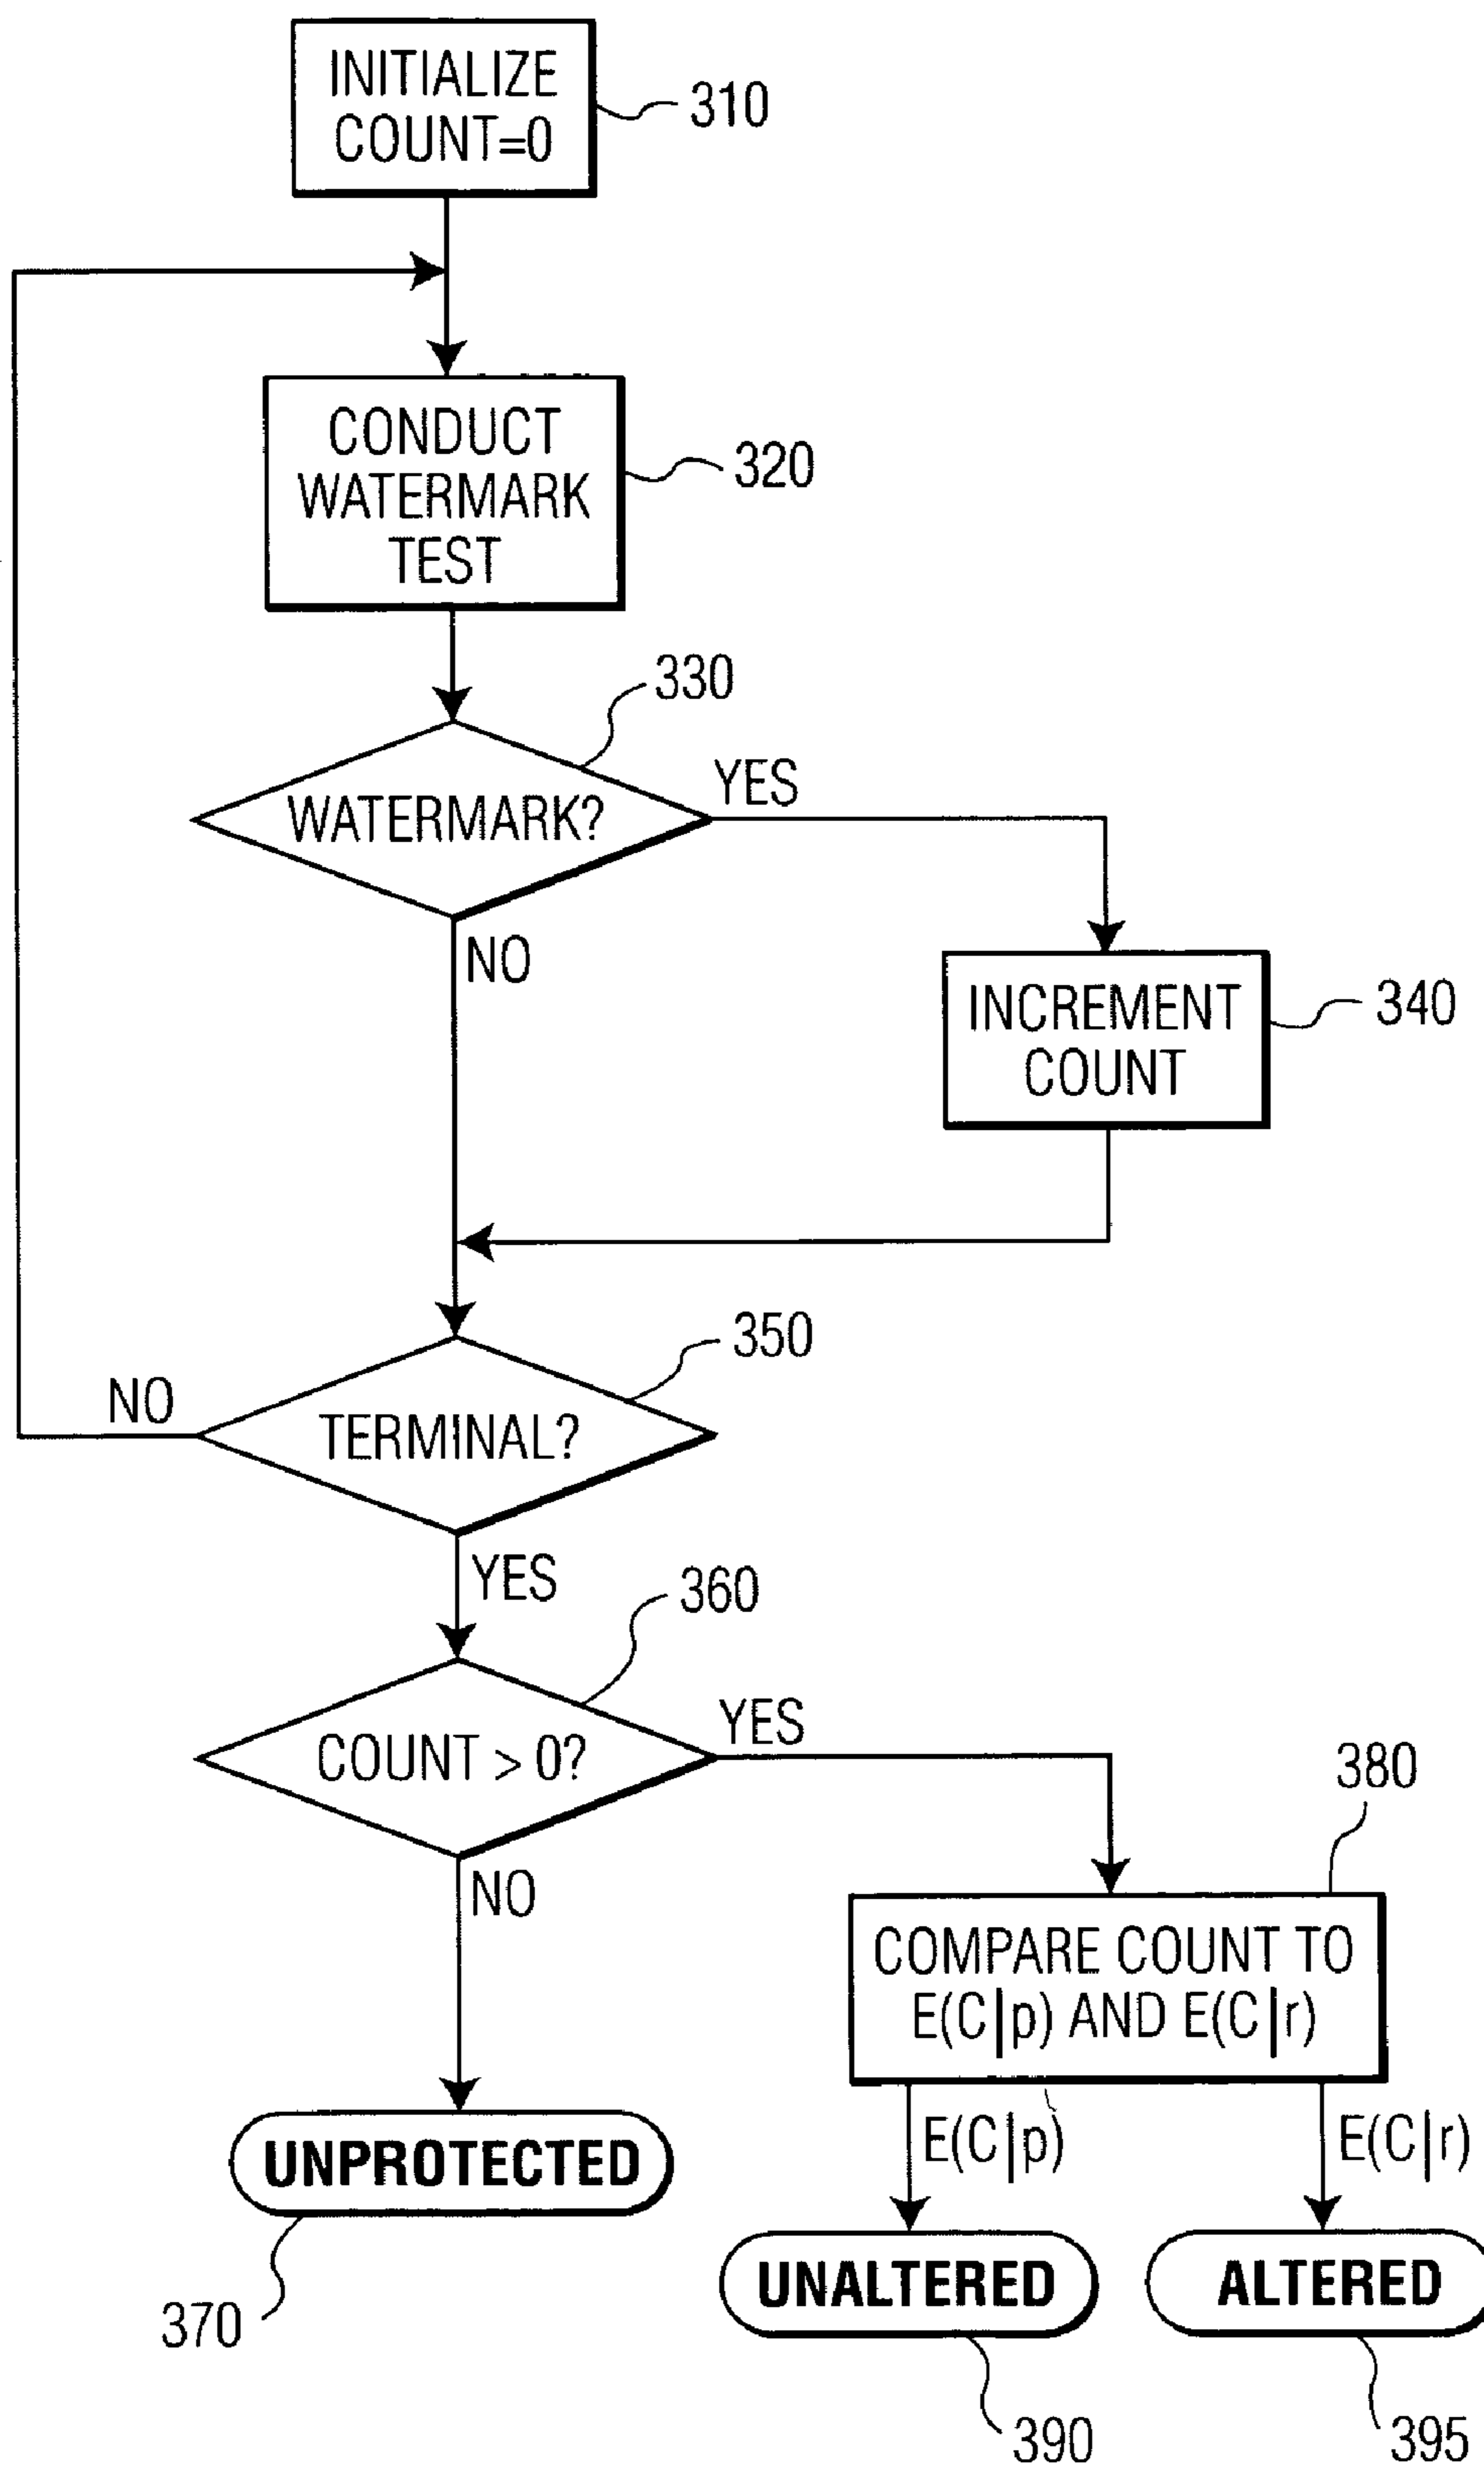 INITIALIZE
COUNT=0
310
CONDUCT
WATERMARK
TEST
320
330
WATERMARK?
YES
NO
INCREMENT
COUNT
340
350
TERMINAL?
NO
YES
360
COUNT > 0?
YES
NO
380
COMPARE COUNT TO
E(C|p) AND E(C|r)
E(C|p)
E(C|r)
UNPROTECTED
370
UNALTERED
ALTERED
390
395